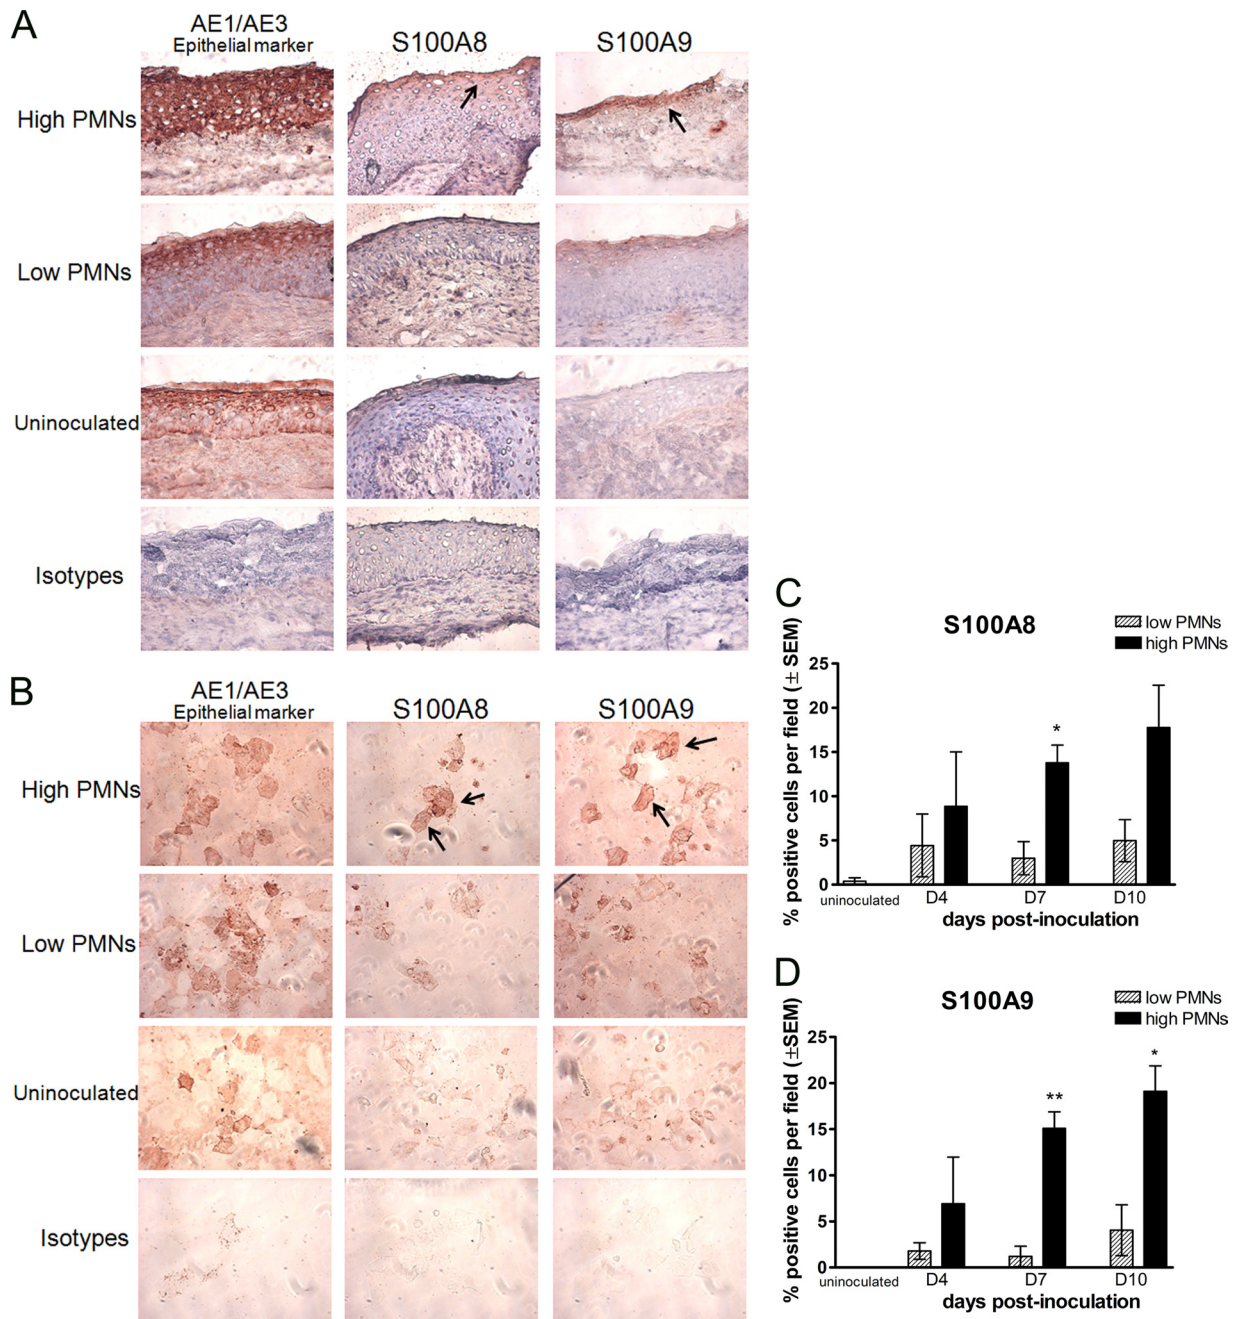 A
AE1/AE3
Epithelial marker
S100A8
S100A9
High PMNs
Low PMNs
Uninoculated
Isotypes
B
AE1/AE3
Epithelial marker
S100A8
S100A9
High PMNs
Low PMNs
Uninoculated
Isotypes
C
S100A8
low PMNs
high PMNs
% positive cells per field (± SEM)
25
20
15
10
5
0
*
uninoculated
D4
D7
D10
days post-inoculation
D
S100A9
low PMNs
high PMNs
% positive cells per field (±SEM)
25
20
15
10
5
0
**
*
uninoculated
D4
D7
D10
days post-inoculation